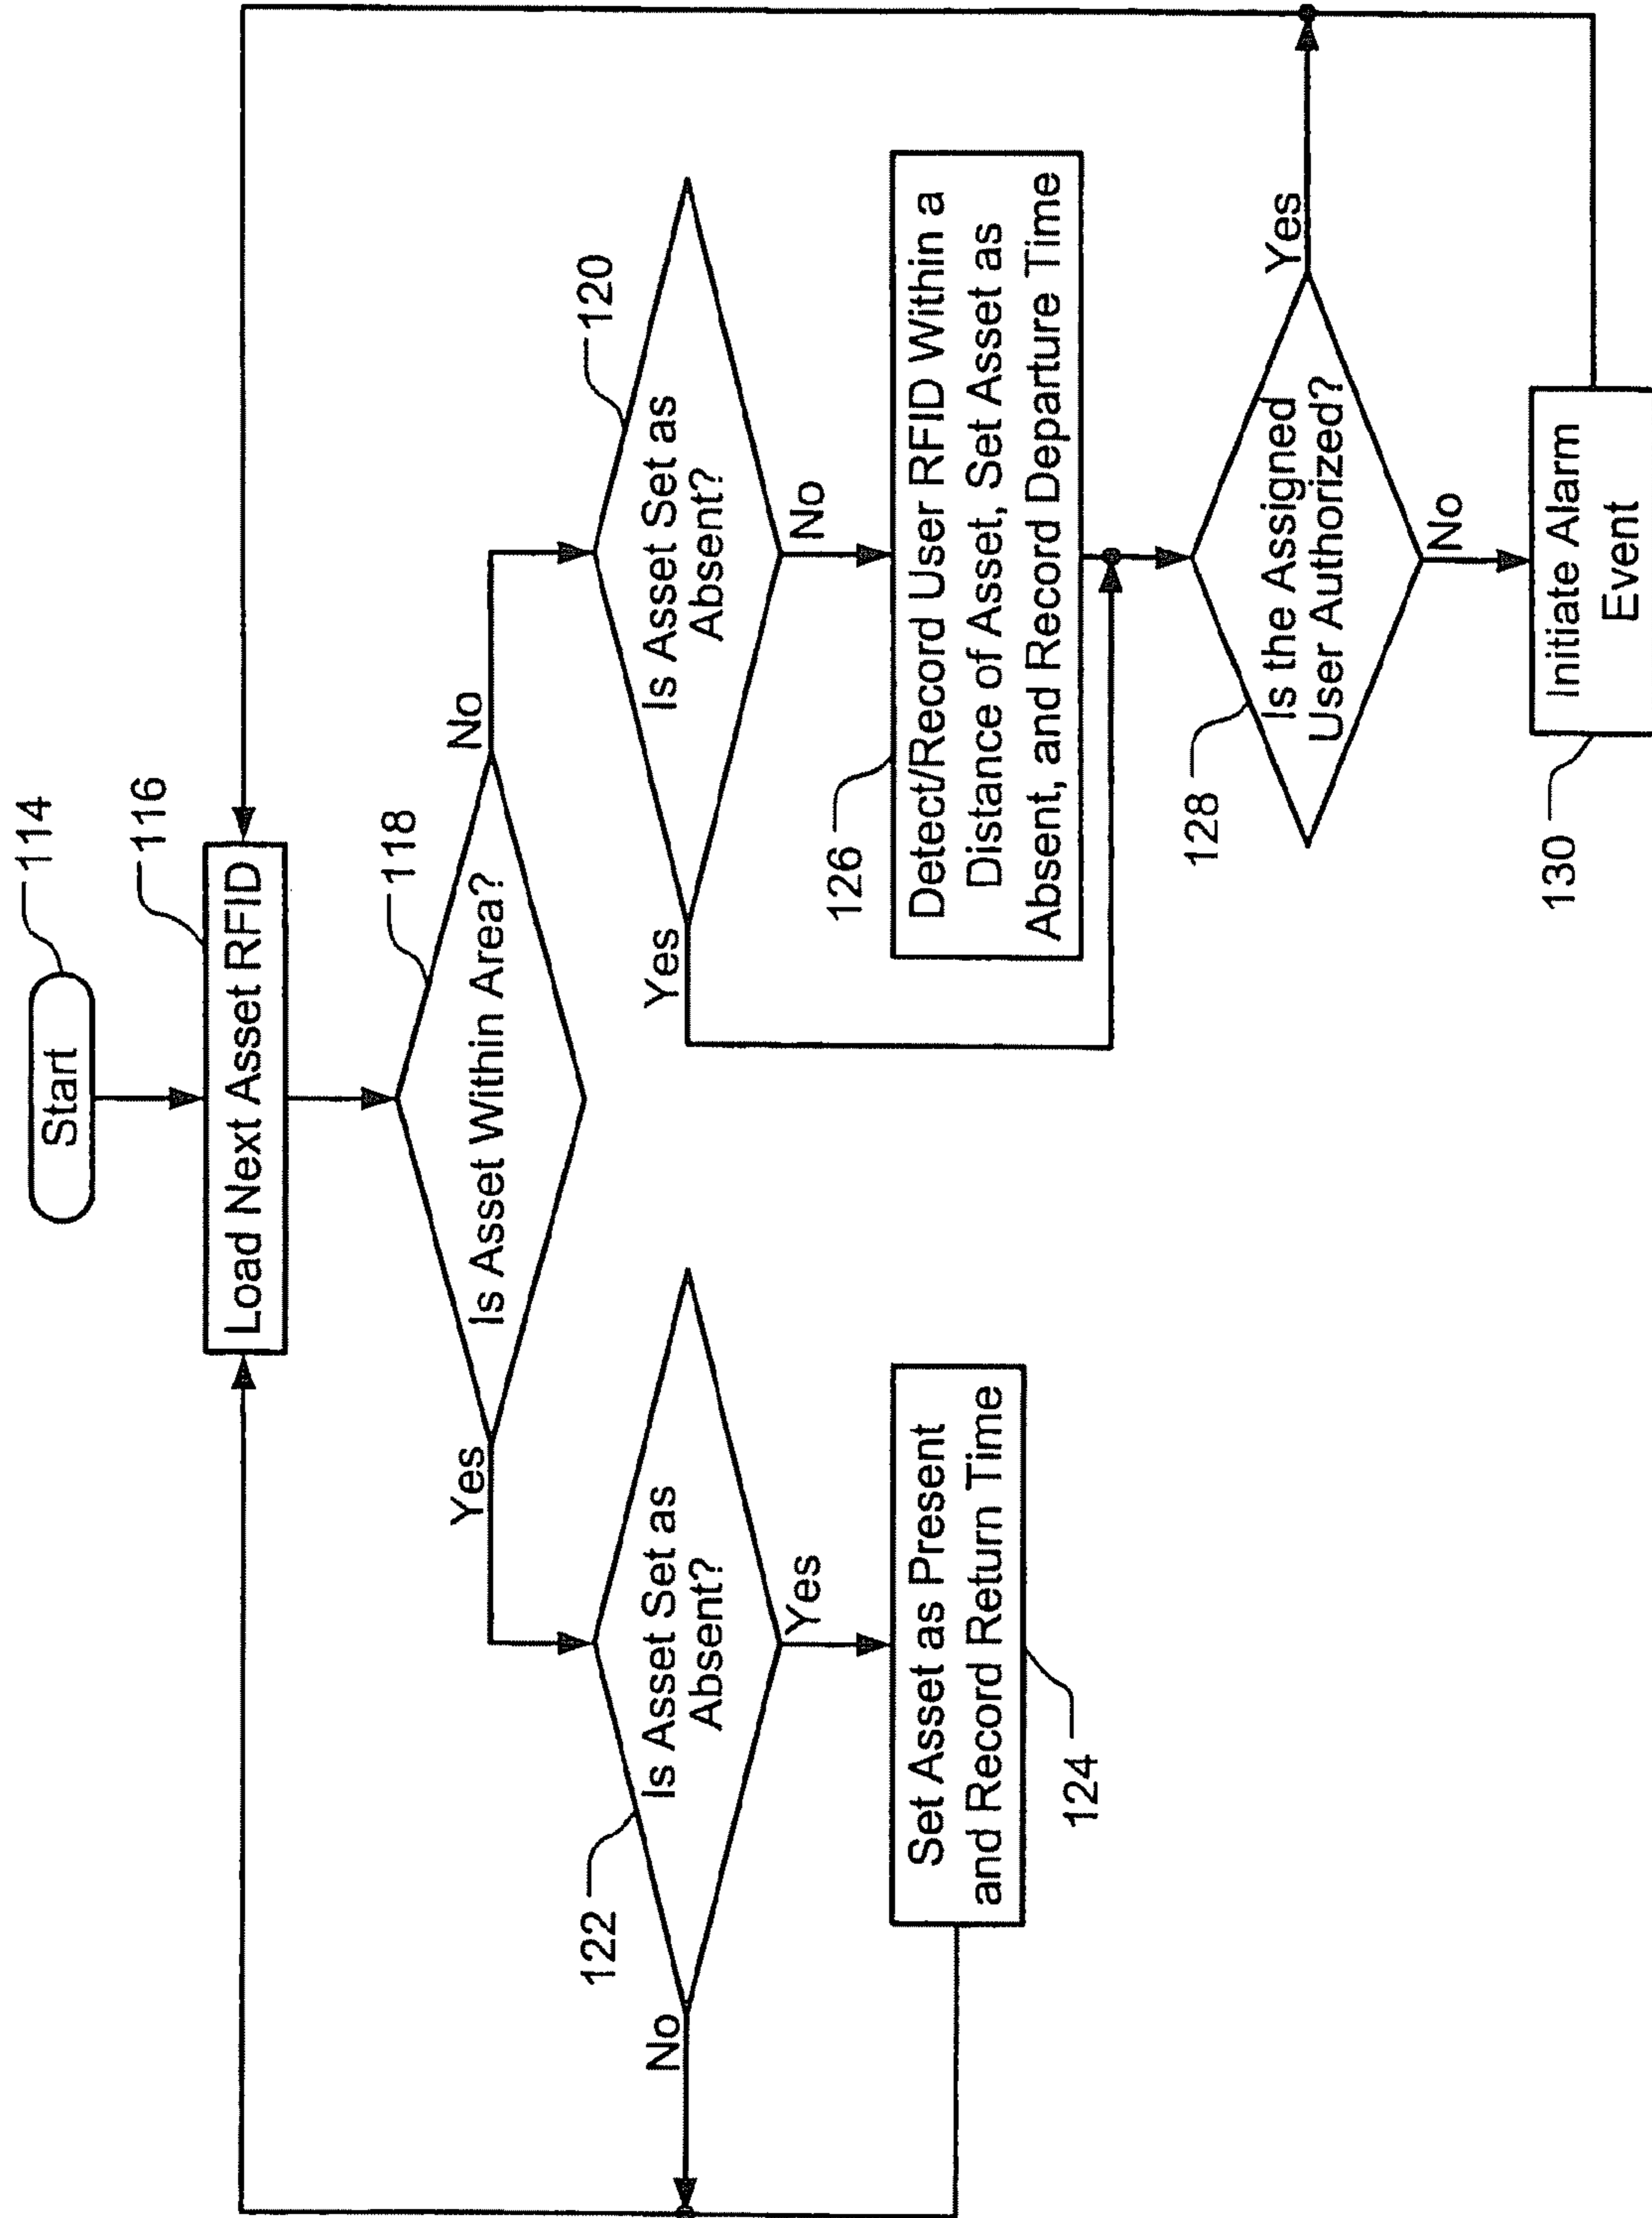 Start
114
Load Next Asset RFID
116
Is Asset Within Area?
118
Yes
No
Is Asset Set as
Absent?
122
No
Yes
Set Asset as Present
and Record Return Time
124
Is Asset Set as
Absent?
120
Yes
No
126
Detect/Record User RFID Within a
Distance of Asset, Set Asset as
Absent, and Record Departure Time
128
Is the Assigned
User Authorized?
Yes
No
130
Initiate Alarm
Event